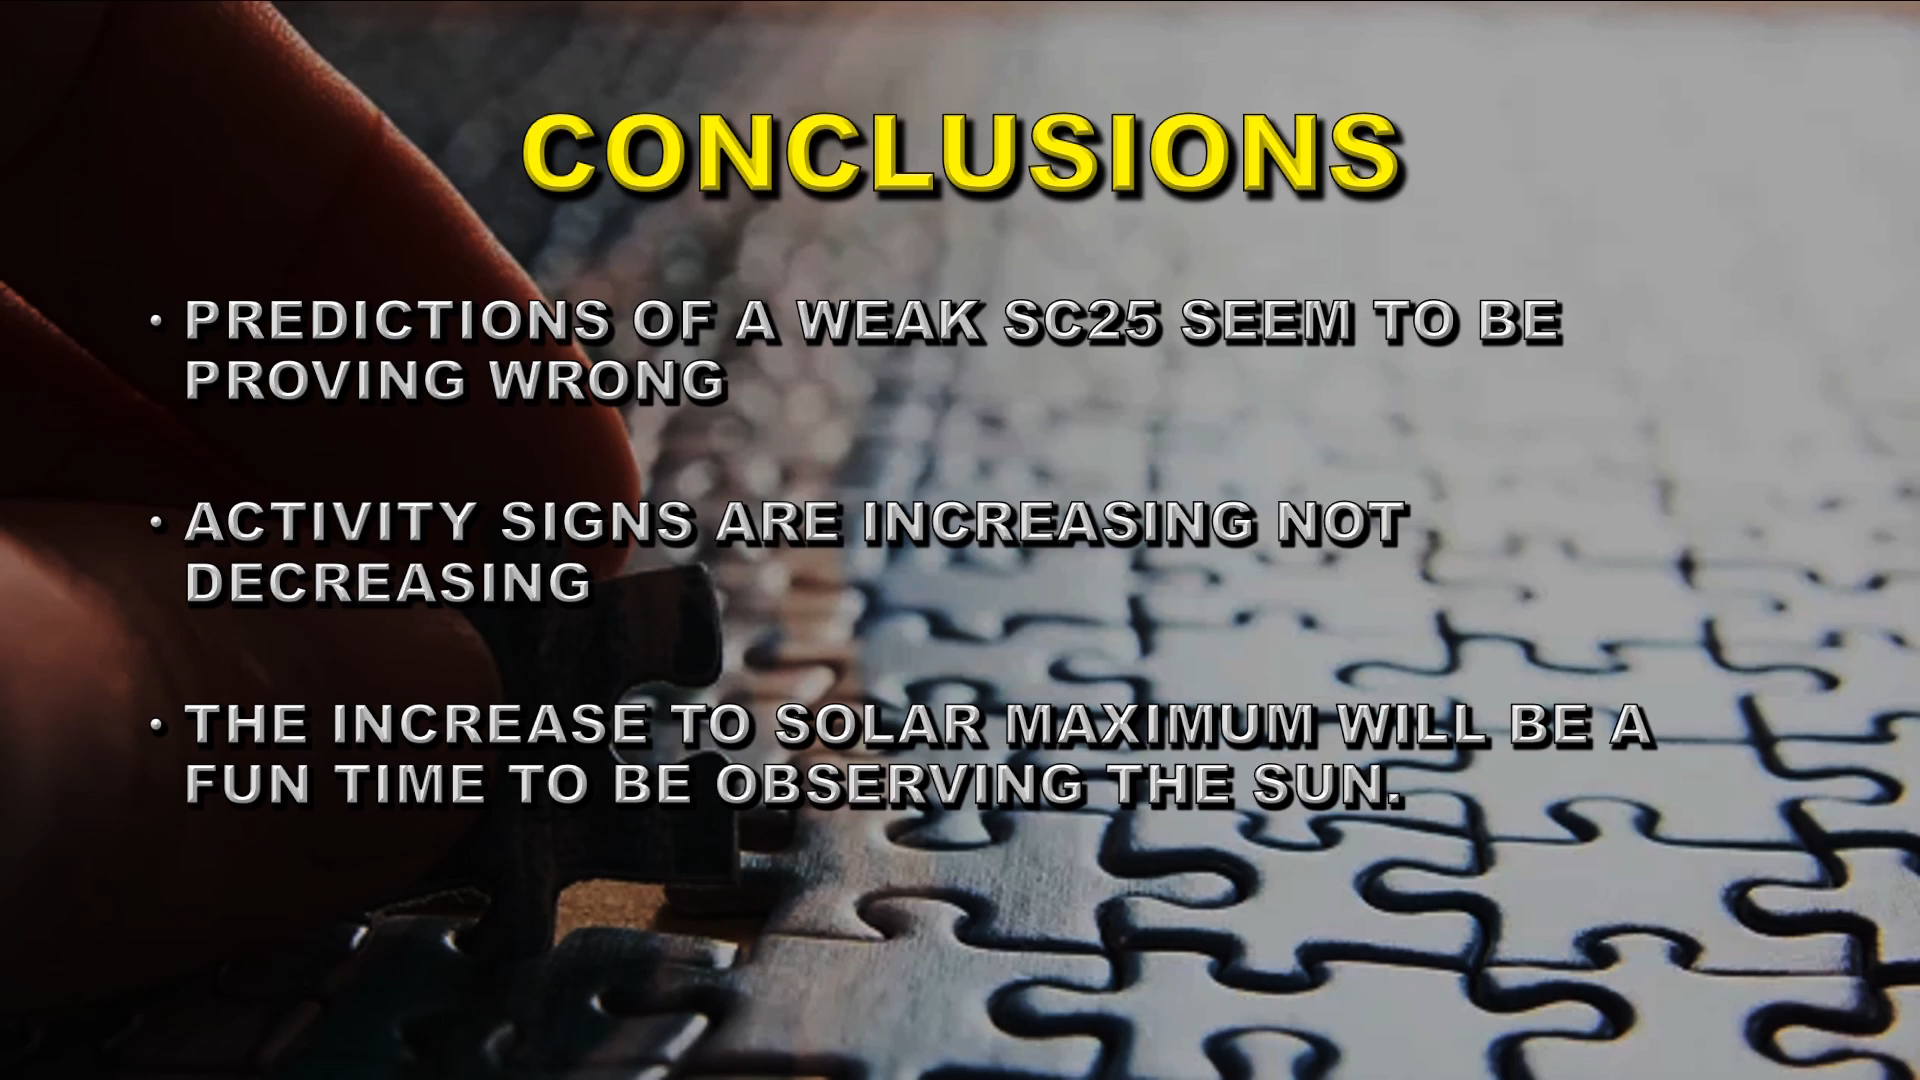 CONCLUSIONS
• PREDICTIONS OF A WEAK SC25 SEEM TO BE
PROVING WRONG
• ACTIVITY SIGNS ARE INCREASING NOT
DECREASING
• THE INCREASE TO SOLAR MAXIMUM WILL BE A
FUN TIME TO BE OBSERVING THE SUN.